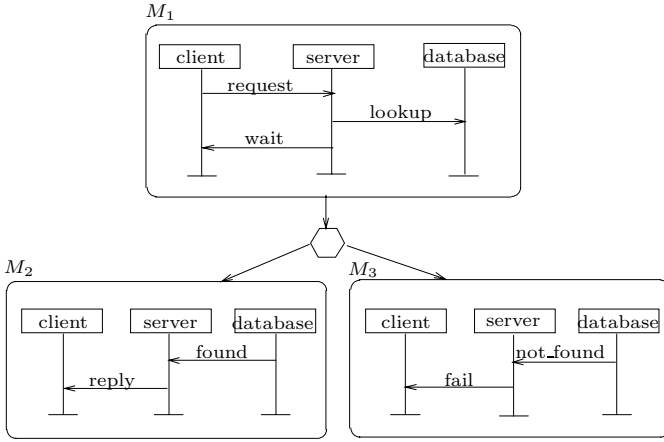 M1
client server database
request
lookup
wait
M2
M3
client server database
client server database
found
not_found
reply
fail